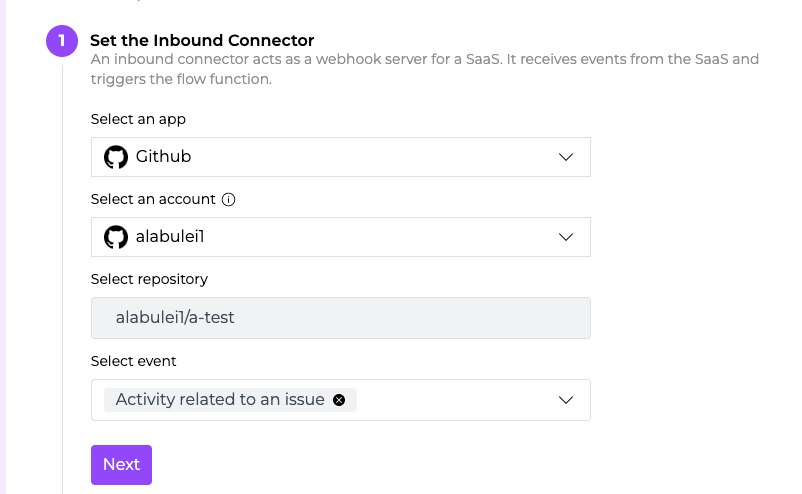 1
Set the Inbound Connector
An inbound connector acts as a webhook server for a SaaS. It receives events from the SaaS and
triggers the flow function.
Select an app
Github
Select an account
alabulei1
Select repository
alabulei1/a-test
Select event
Activity related to an issue
Next